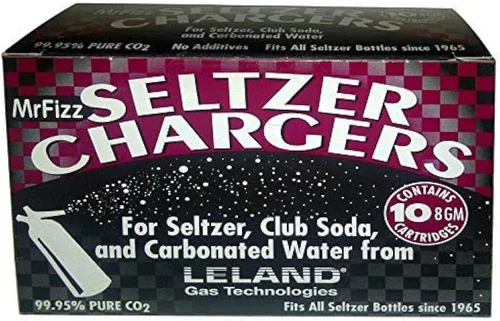 For Seltzer, Club Soda, and Carbonated Water
99.95% PURE CO2 No Additives Fits All Seltzer Bottles since 1965
MrFizz SELTZER
CHARGERS
CONTAINS
10 8 GM
CARTRIDGES
For Seltzer, Club Soda,
and Carbonated Water from
LELAND®
Gas Technologies
99.95% PURE CO2 Fits All Seltzer Bottles since 1965